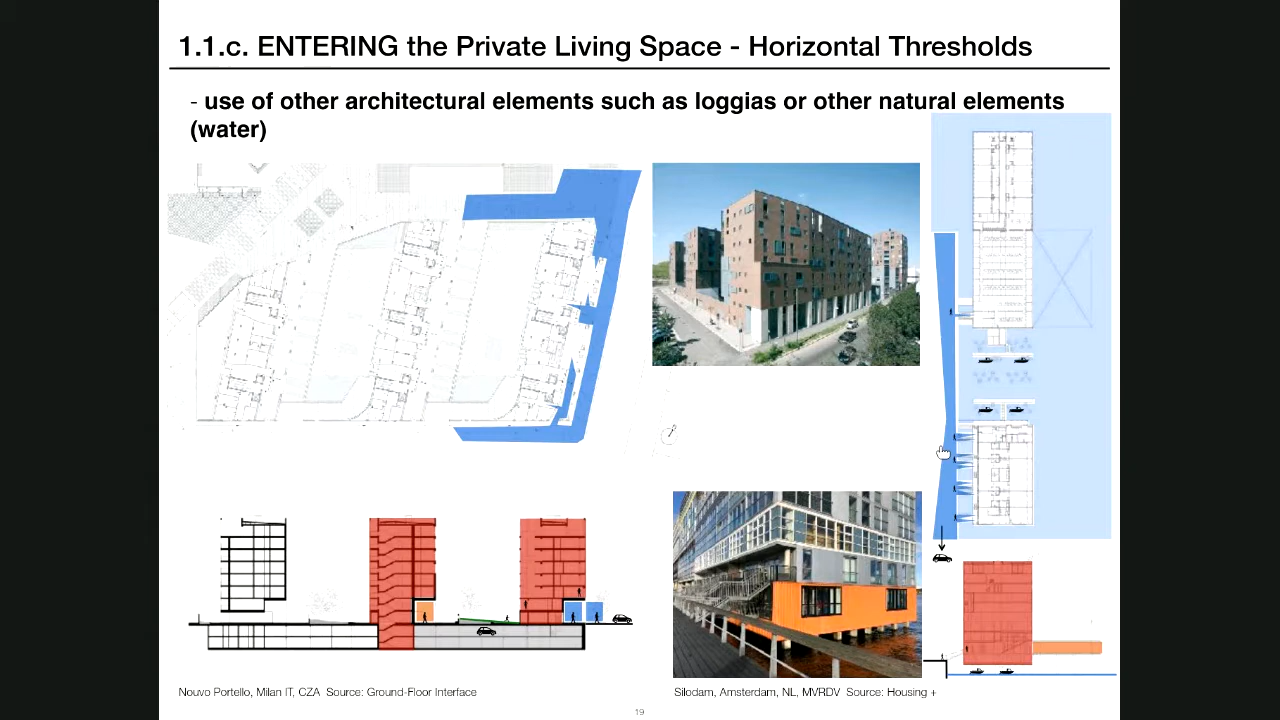 1.1.c. ENTERING the Private Living Space - Horizontal Thresholds
- use of other architectural elements such as loggias or other natural elements
(water)
Nouvo Portello, Milan IT, CZA Source: Ground-Floor Interface
Silodam, Amsterdam, NL, MVRDV Source: Housing +
19